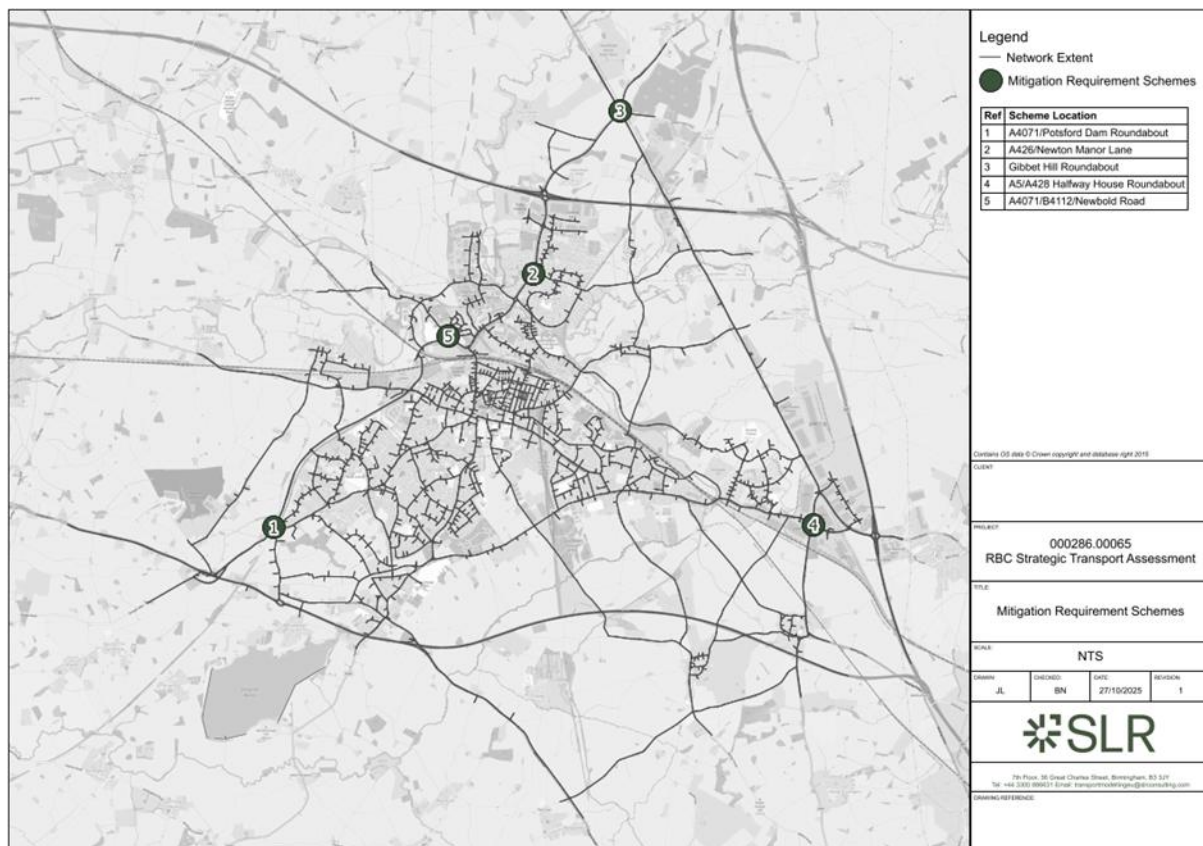 3
2
5
1
4
Legend
Network Extent
Mitigation Requirement Schemes
Ref Scheme Location
1 A4071/Potsford Dam Roundabout
2 A426/Newton Manor Lane
3 Gibbet Hill Roundabout
4 A5/A428 Halfway House Roundabout
5 A4071/B4112/Newbold Road
Contains OS data © Crown copyright and database right 2015
CLIENT:
PROJECT:
000286.00065
RBC Strategic Transport Assessment
TITLE:
Mitigation Requirement Schemes
SCALE:
NTS
DRAWN: CHECKED: DATE: REVISION:
JL BN 27/10/2025 1
SLR
7th Floor, 35 Great Charles Street, Birmingham, B3 3JY
DRAWING REFERENCE: